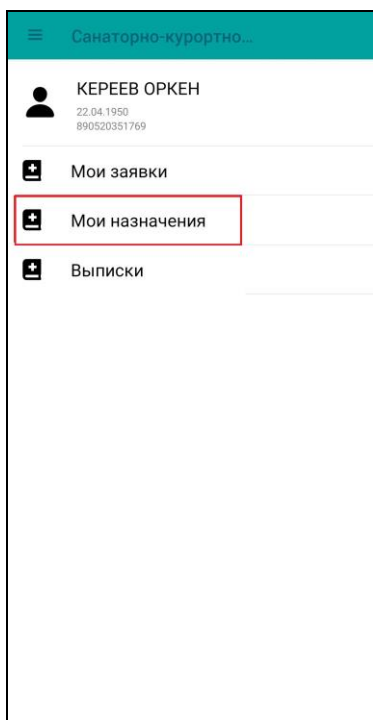 Санаторно-курортно...
КЕРЕЕВ ОРКЕН
22.04.1950
890520351769
Мои заявки
Мои назначения
Выписки